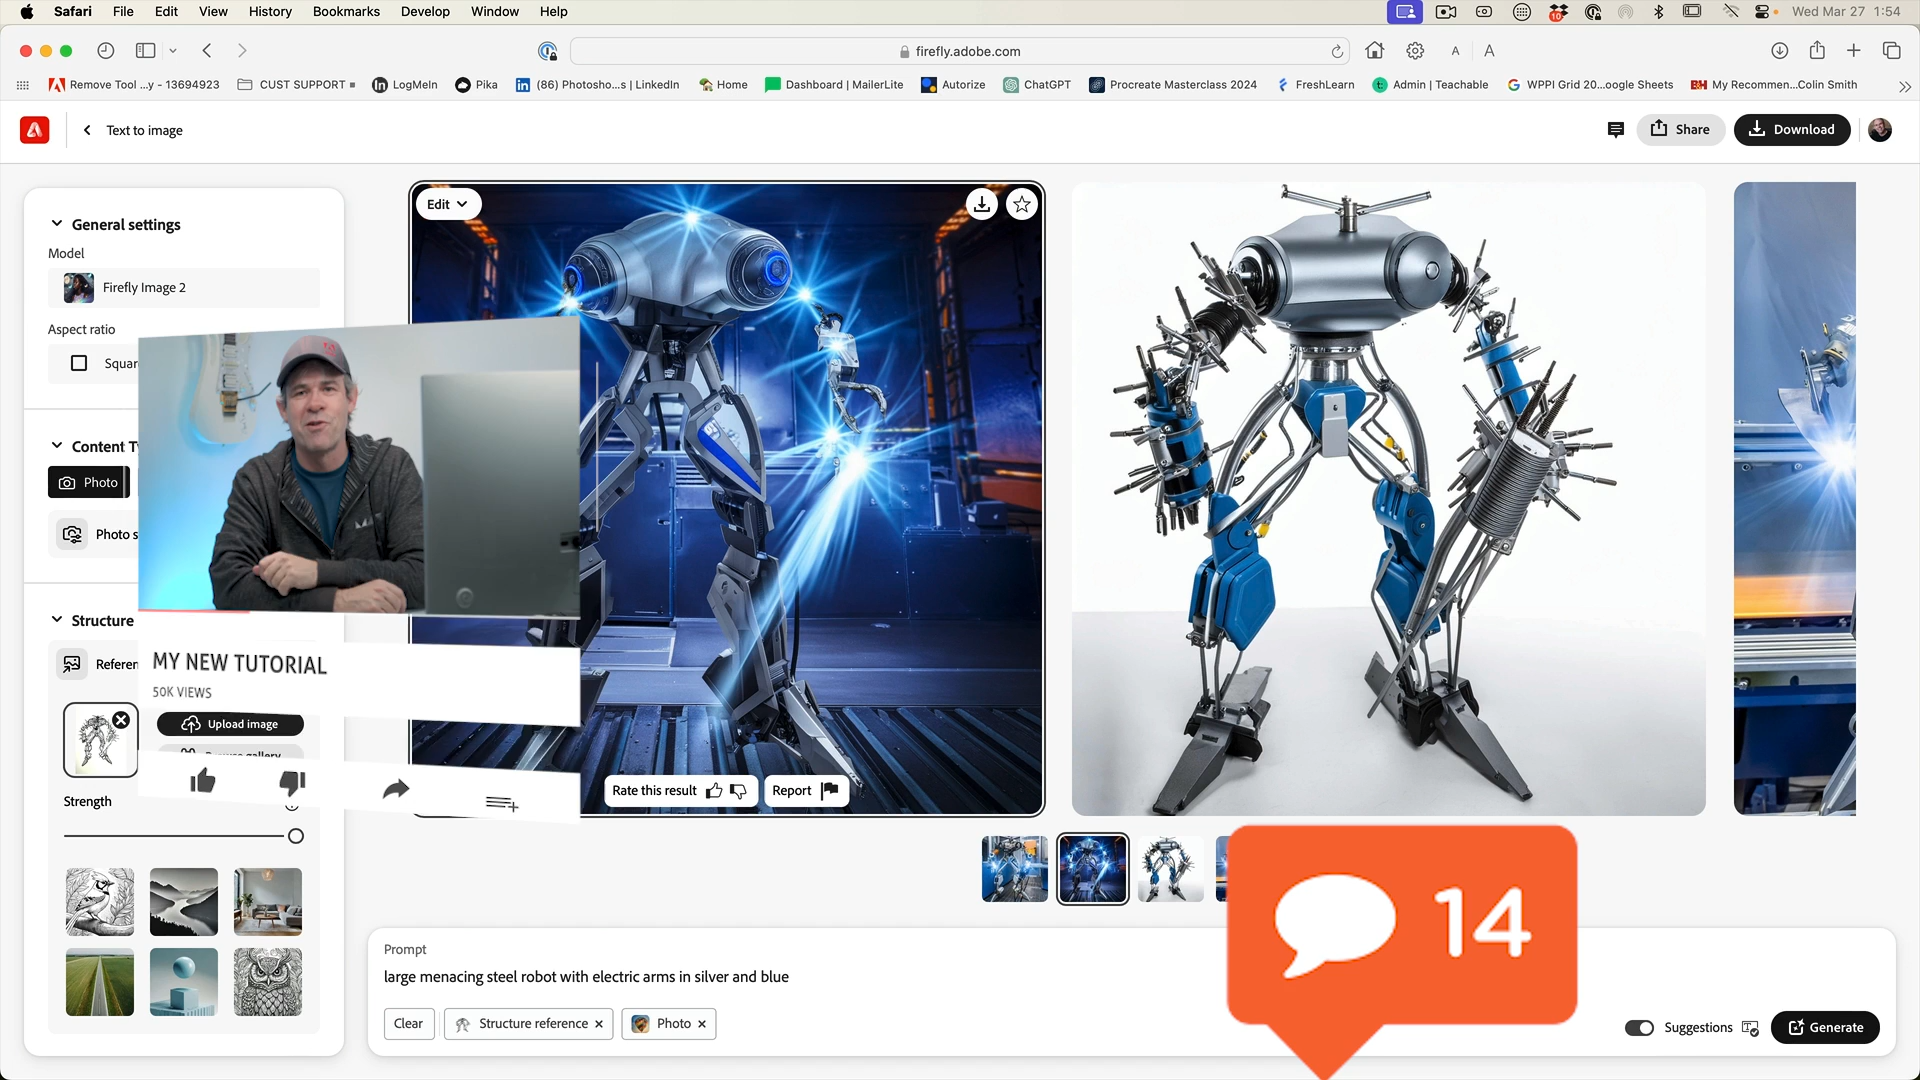 Safari File Edit View History Bookmarks Develop Window Help
10
Wed Mar 27 1:54
firefly.adobe.com
A A
Remove Tool ...y - 13694923
CUST SUPPORT
LogMeIn
Pika
(86) Photosho...s | LinkedIn
Home
Dashboard | MailerLite
Autorize
ChatGPT
Procreate Masterclass 2024
FreshLearn
Admin | Teachable
WPPI Grid 20...oogle Sheets
My Recommen...Colin Smith
Text to image
Share
Download
General settings
Model
Firefly Image 2
Aspect ratio
Squar
Content Ty
Photo
Photo s
Structure
Referen
Upload image
Browse gallery
Strength
MY NEW TUTORIAL
50K VIEWS
Edit
Rate this result
Report
14
Prompt
large menacing steel robot with electric arms in silver and blue
Clear
Structure reference
Photo
Suggestions
Generate